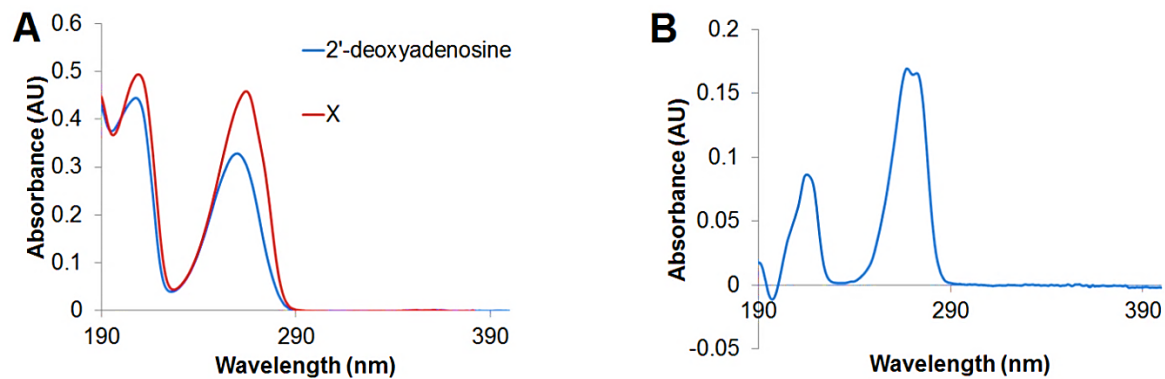 A
Absorbance (AU)
0.6
0.5
0.4
0.3
0.2
0.1
0
190
290
390
Wavelength (nm)
2'-deoxyadenosine
X
B
Absorbance (AU)
0.2
0.15
0.1
0.05
0
-0.05
190
290
390
Wavelength (nm)